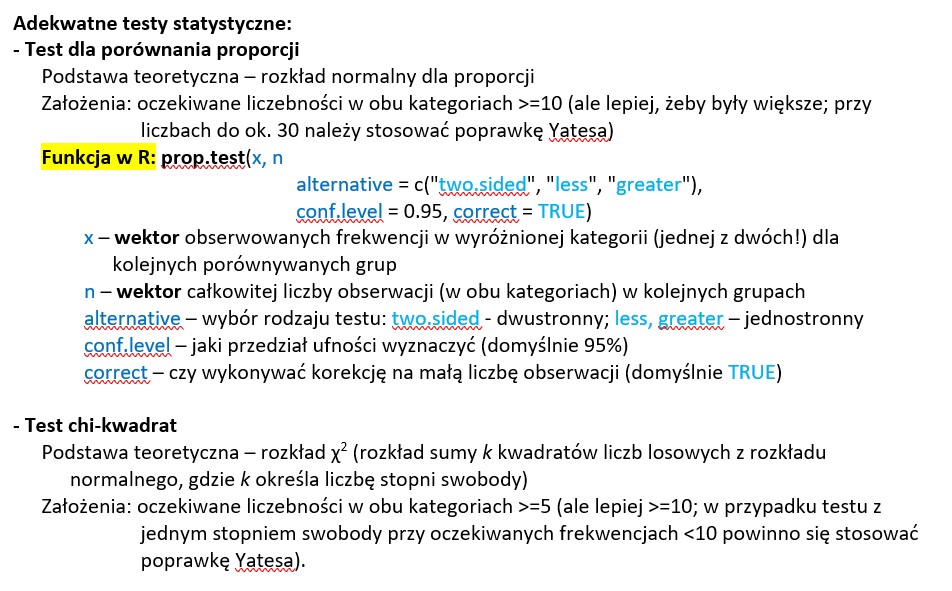 Adekwatne testy statystyczne:
- Test dla porównania proporcji
Podstawa teoretyczna – rozkład normalny dla proporcji
Założenia: oczekiwane liczebności w obu kategoriach >=10 (ale lepiej, żeby były większe; przy
liczbach do ok. 30 należy stosować poprawkę Yatesa)
Funkcja w R: prop.test(x, n
alternative = c("two.sided", "less", "greater"),
conf.level = 0.95, correct = TRUE)
x – wektor obserwowanych frekwencji w wyróżnionej kategorii (jednej z dwóch!) dla
kolejnych porównywanych grup
n – wektor całkowitej liczby obserwacji (w obu kategoriach) w kolejnych grupach
alternative – wybór rodzaju testu: two.sided - dwustronny; less, greater – jednostronny
conf.level – jaki przedział ufności wyznaczyć (domyślnie 95%)
correct – czy wykonywać korekcję na małą liczbę obserwacji (domyślnie TRUE)
- Test chi-kwadrat
Podstawa teoretyczna – rozkład χ² (rozkład sumy k kwadratów liczb losowych z rozkładu
normalnego, gdzie k określa liczbę stopni swobody)
Założenia: oczekiwane liczebności w obu kategoriach >=5 (ale lepiej >=10; w przypadku testu z
jednym stopniem swobody przy oczekiwanych frekwencjach <10 powinno się stosować
poprawkę Yatesa).